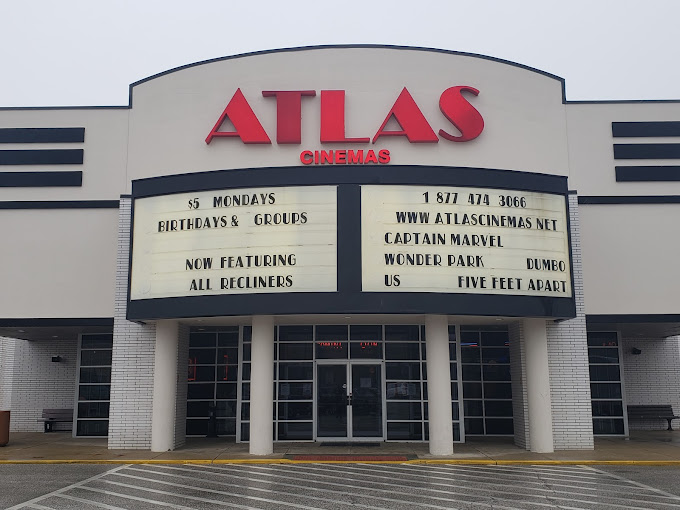 ATLAS
CINEMAS
$5 MONDAYS
BIRTHDAYS & GROUPS
NOW FEATURING
ALL RECLINERS
1 877 474 3066
WWW.ATLASCINEMAS.NET
CAPTAIN MARVEL
WONDER PARK DUMBO
US FIVE FEET APART